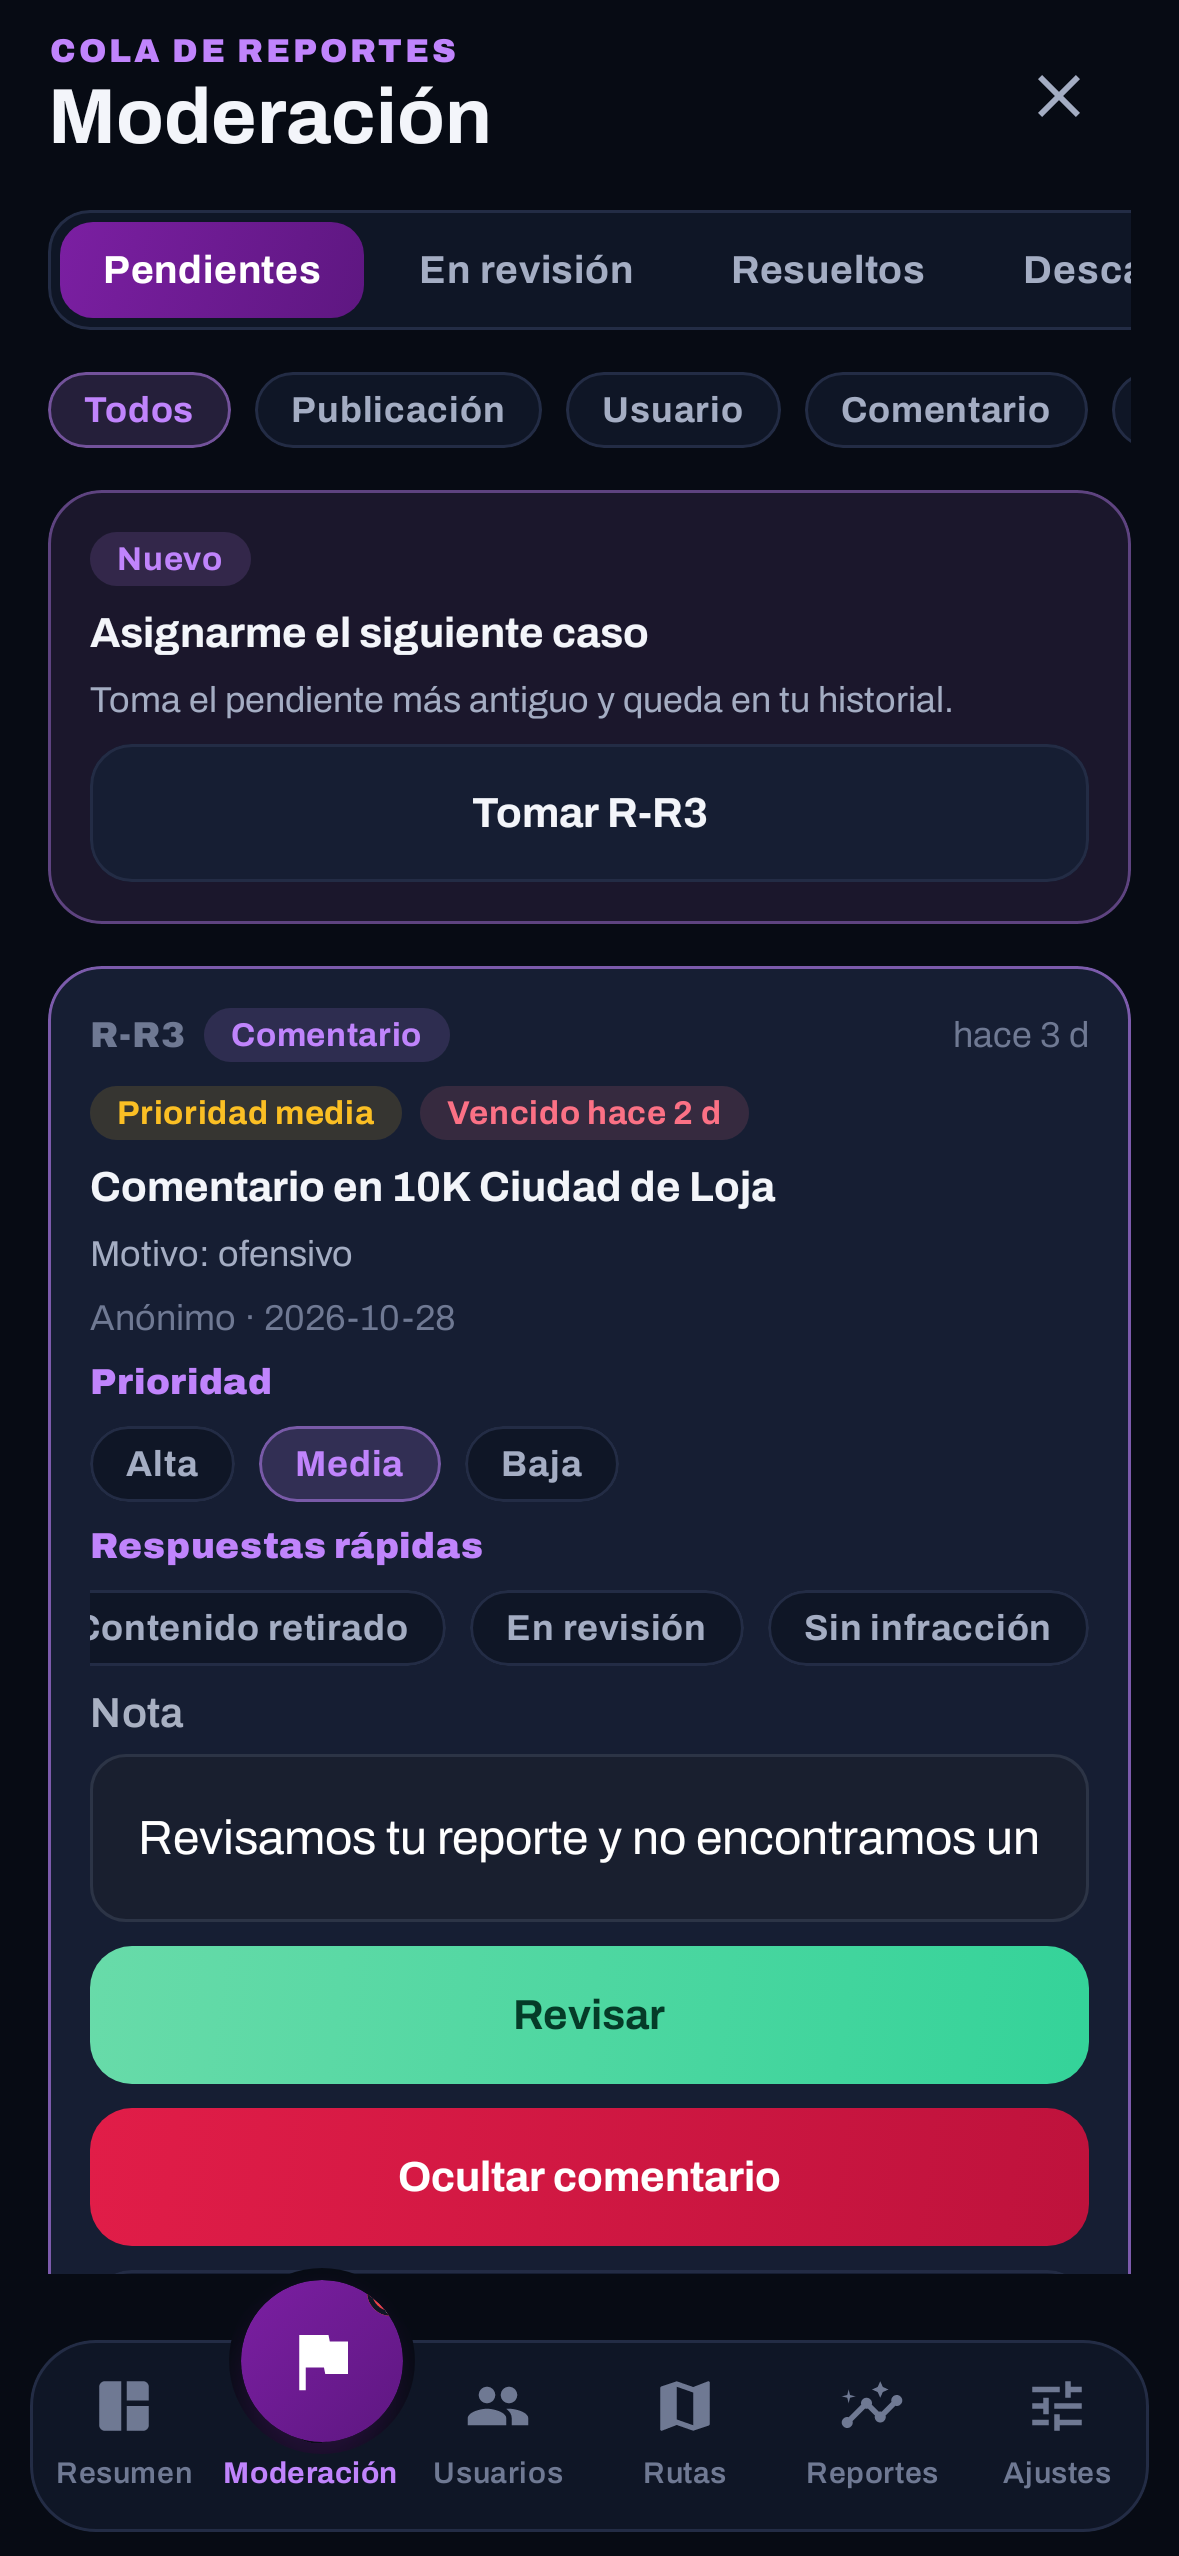 COLA DE REPORTES
Moderación
Pendientes En revisión Resueltos Desca
Todos Publicación Usuario Comentario
Nuevo
Asignarme el siguiente caso
Toma el pendiente más antiguo y queda en tu historial.
Tomar R-R3
R-R3 Comentario hace 3 d
Prioridad media Vencido hace 2 d
Comentario en 10K Ciudad de Loja
Motivo: ofensivo
Anónimo · 2026-10-28
Prioridad
Alta Media Baja
Respuestas rápidas
Contenido retirado En revisión Sin infracción
Nota
Revisamos tu reporte y no encontramos un
Revisar
Ocultar comentario
Resumen Moderación Usuarios Rutas Reportes Ajustes